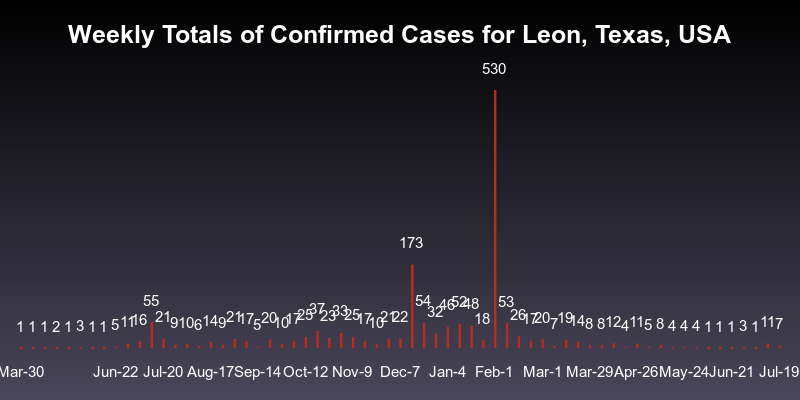 Weekly Totals of Confirmed Cases for Leon, Texas, USA
530
173
55 54 53
1 1 1 2 1 3 1 1 5 11 16 21 9 10 6 14 9 21 17 5 20 10 17 25 37 23 33 25 17 10 21 22 32 46 52 48 18 26 17 20 7 19 14 8 8 12 4 11 5 8 4 4 4 1 1 1 3 1 11 7
Mar-30 Jun-22 Jul-20 Aug-17 Sep-14 Oct-12 Nov-9 Dec-7 Jan-4 Feb-1 Mar-1 Mar-29 Apr-26 May-24 Jun-21 Jul-19